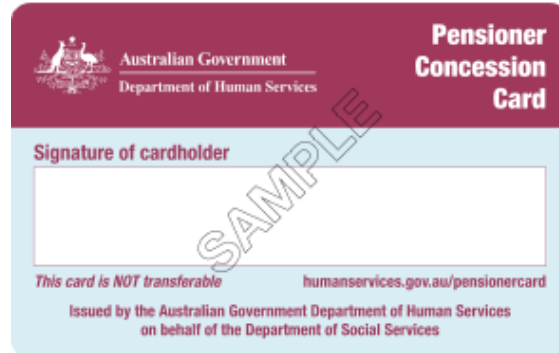 Australian Government
Department of Human Services
Pensioner
Concession
Card
Signature of cardholder
SAMPLE
This card is NOT transferable
humanservices.gov.au/pensionercard
Issued by the Australian Government Department of Human Services
on behalf of the Department of Social Services